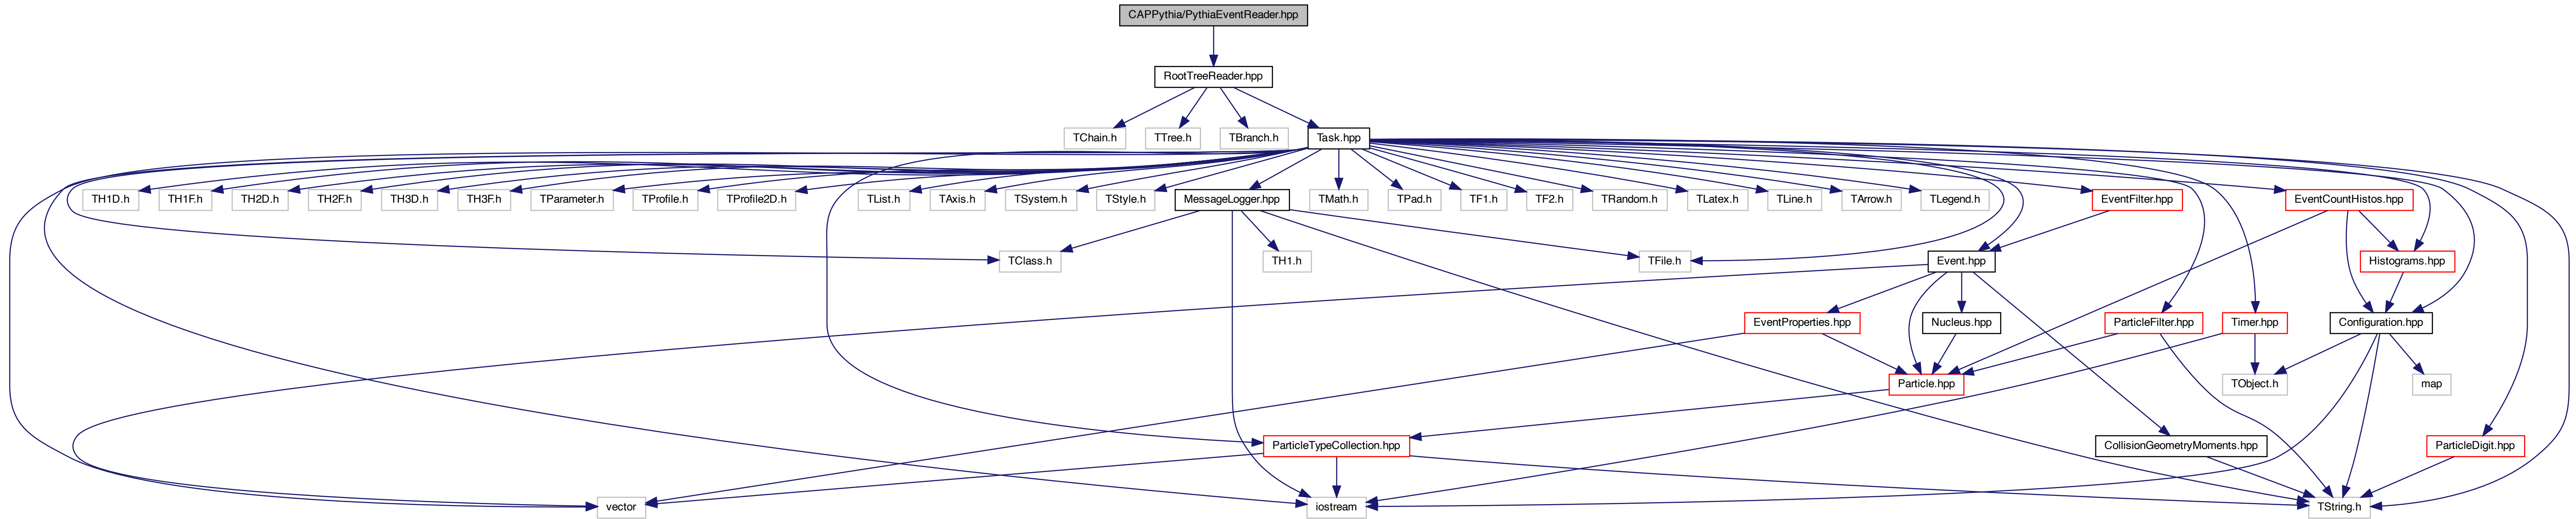 CAPPythia/PythiaEventReader.hpp
RootTreeReader.hpp
TChain.h
TTree.h
TBranch.h
Task.hpp
TH1D.h
TH1F.h
TH2D.h
TH2F.h
TH3D.h
TH3F.h
TParameter.h
TProfile.h
TProfile2D.h
TList.h
TAxis.h
TSystem.h
TStyle.h
MessageLogger.hpp
TMath.h
TPad.h
TF1.h
TF2.h
TRandom.h
TLatex.h
TLine.h
TArrow.h
TLegend.h
EventFilter.hpp
EventCountHistos.hpp
TClass.h
TH1.h
TFile.h
Event.hpp
Histograms.hpp
EventProperties.hpp
Nucleus.hpp
ParticleFilter.hpp
Timer.hpp
Configuration.hpp
Particle.hpp
TObject.h
map
ParticleTypeCollection.hpp
CollisionGeometryMoments.hpp
ParticleDigit.hpp
vector
iostream
TString.h